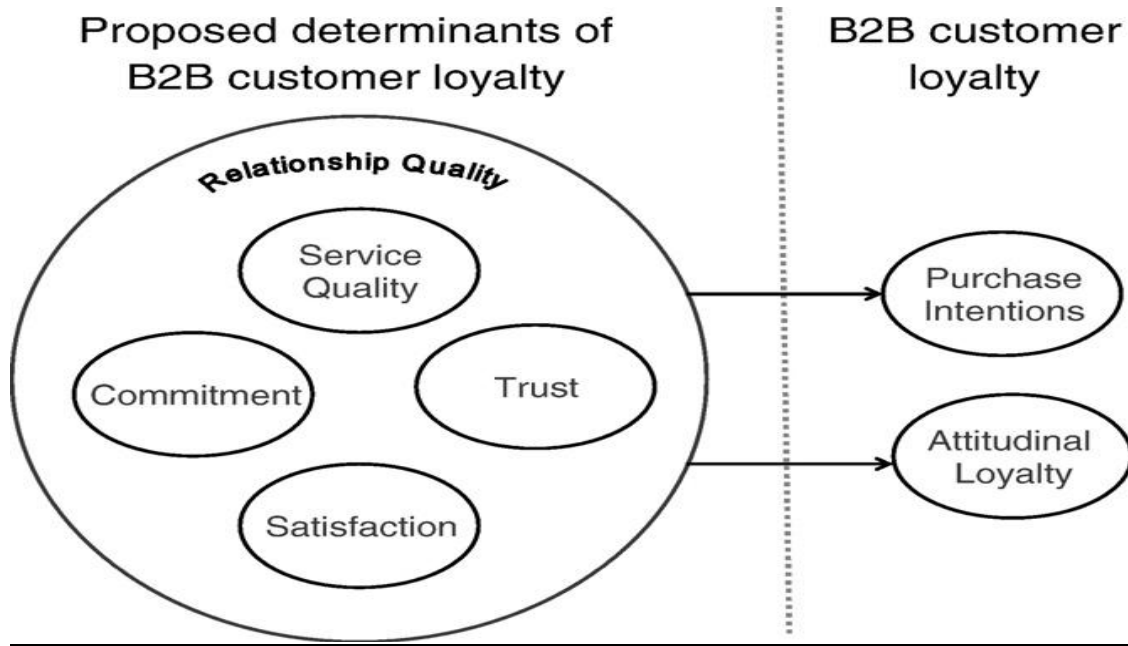 Proposed determinants of
B2B customer loyalty
B2B customer
loyalty
Relationship Quality
Service
Quality
Commitment
Trust
Satisfaction
Purchase
Intentions
Attitudinal
Loyalty